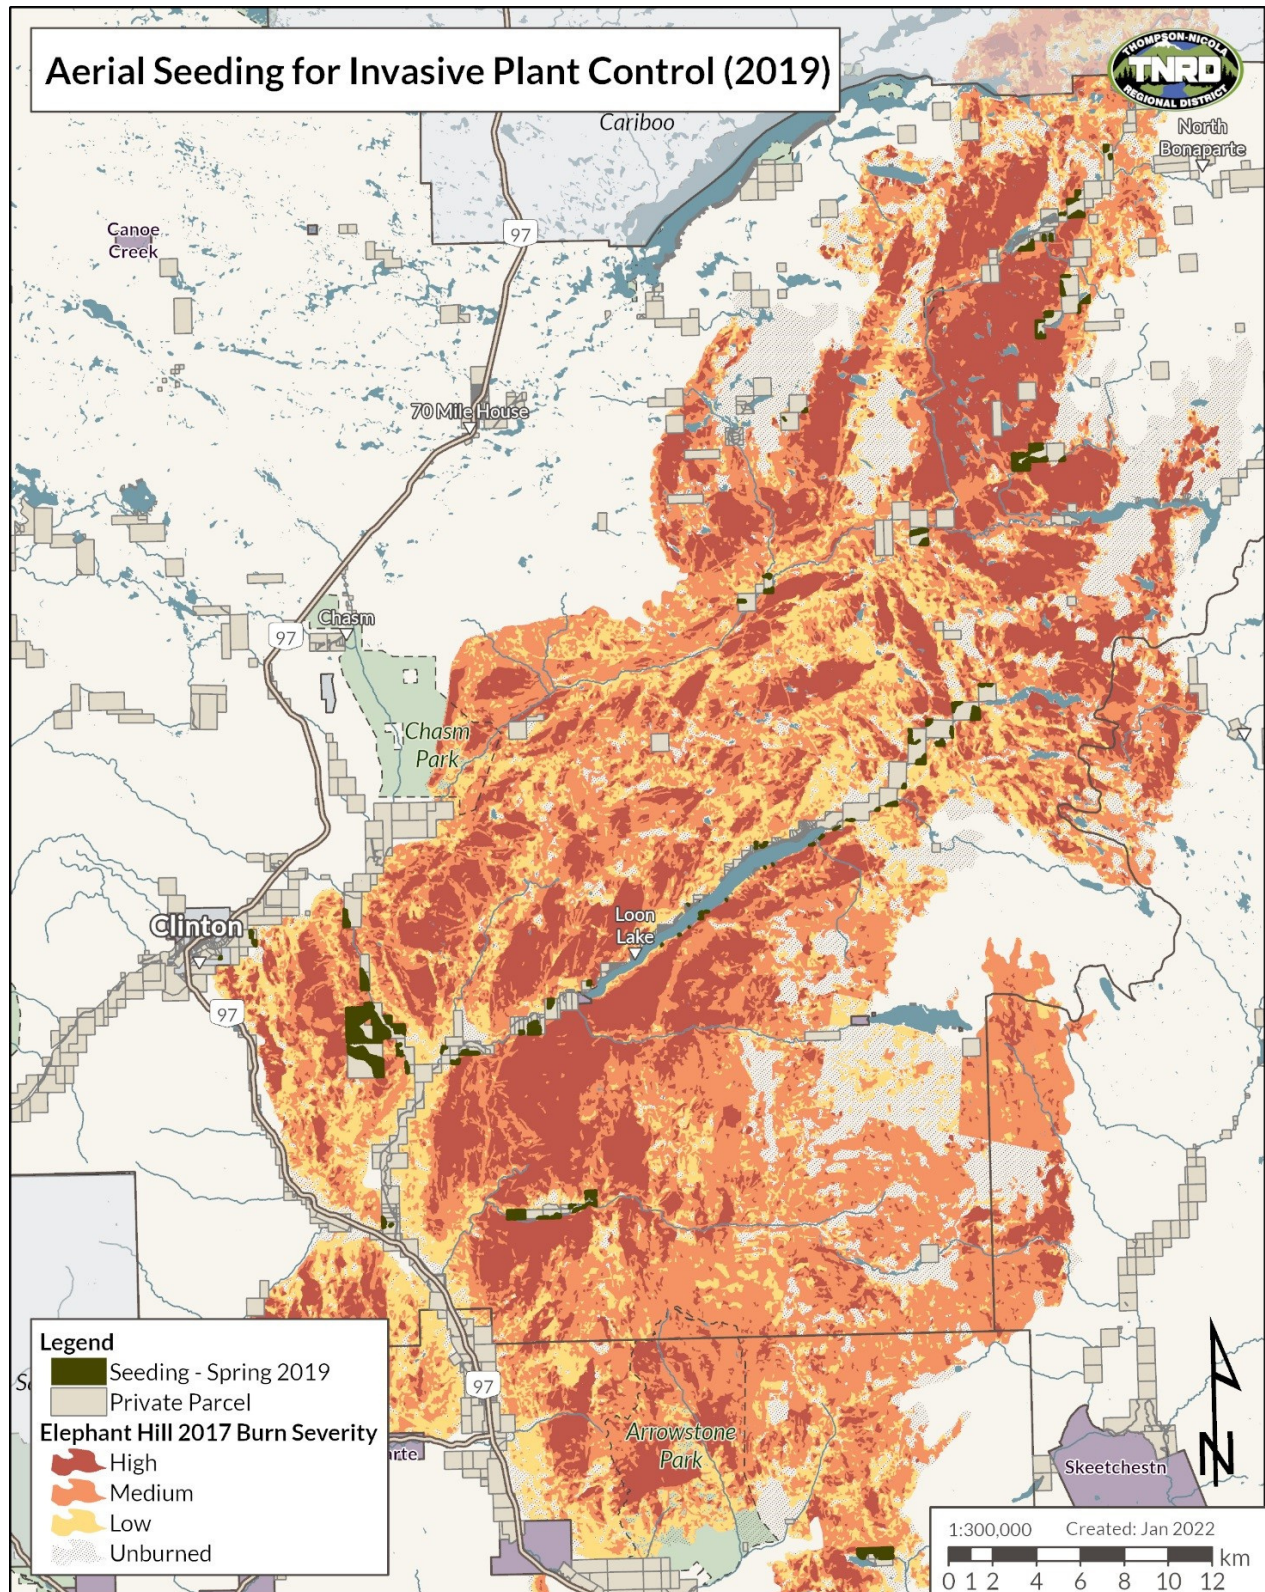 Aerial Seeding for Invasive Plant Control (2019)
THOMPSON-NICOLA
TNRD
REGIONAL DISTRICT
Cariboo
North
Bonaparte
97
Canoe
Creek
70 Mile House
97
Chasm
Chasm
Park
Clinton
Loon
Lake
97
97
Arrowstone
Park
Skeetchestn
Legend
Seeding - Spring 2019
Private Parcel
Elephant Hill 2017 Burn Severity
High
Medium
Low
Unburned
N
1:300,000 Created: Jan 2022
0 1 2 4 6 8 10 12 km